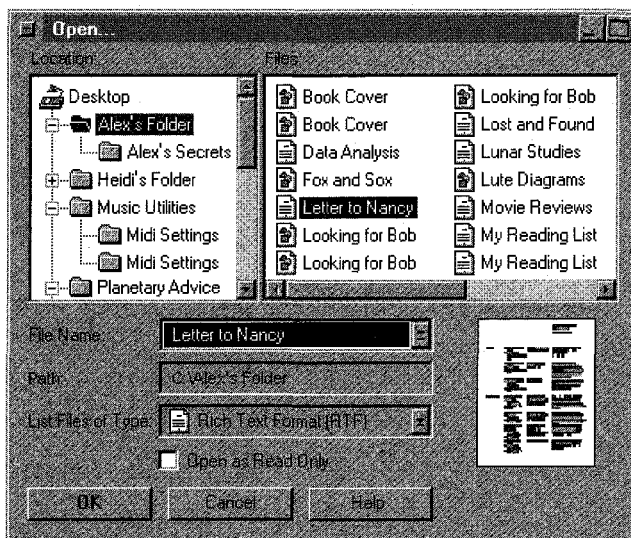 Open...
Location:
Files:
Desktop
Alex's Folder
Alex's Secrets
Heidi's Folder
Music Utilities
Midi Settings
Midi Settings
Planetary Advice
Book Cover
Book Cover
Data Analysis
Fox and Sox
Letter to Nancy
Looking for Bob
Looking for Bob
Looking for Bob
Lost and Found
Lunar Studies
Lute Diagrams
Movie Reviews
My Reading List
My Reading List
File Name: Letter to Nancy
Path: C:\Alex's Folder
List Files of Type: Rich Text Format (RTF)
Open as Read Only
OK Cancel Help